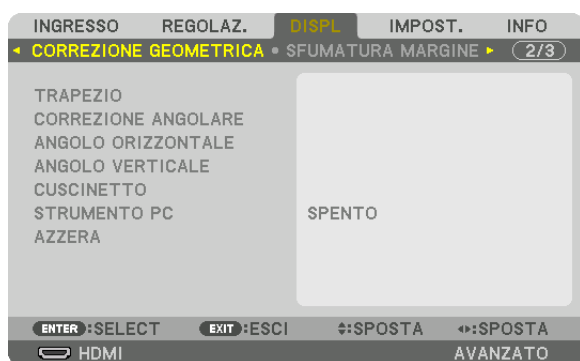 INGRESSO REGOLAZ. DISPL IMPOST. INFO
◂ CORREZIONE GEOMETRICA • SFUMATURA MARGINE ▸ 2/3
TRAPEZIO
CORREZIONE ANGOLARE
ANGOLO ORIZZONTALE
ANGOLO VERTICALE
CUSCINETTO
STRUMENTO PC SPENTO
AZZERA
ENTER:SELECT EXIT:ESCI ♦:SPOSTA ◂▸:SPOSTA
HDMI AVANZATO